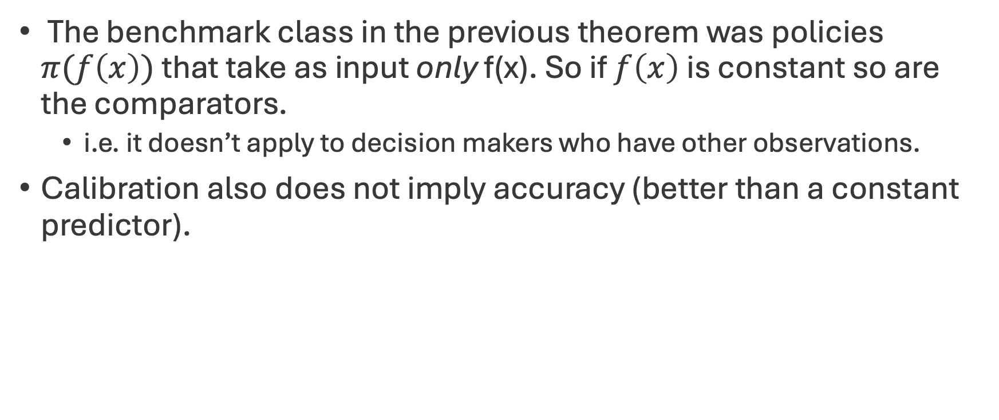 • The benchmark class in the previous theorem was policies
𝜋(𝑓(𝑥)) that take as input only f(x). So if 𝑓(𝑥) is constant so are
the comparators.
• i.e. it doesn’t apply to decision makers who have other observations.
• Calibration also does not imply accuracy (better than a constant
predictor).